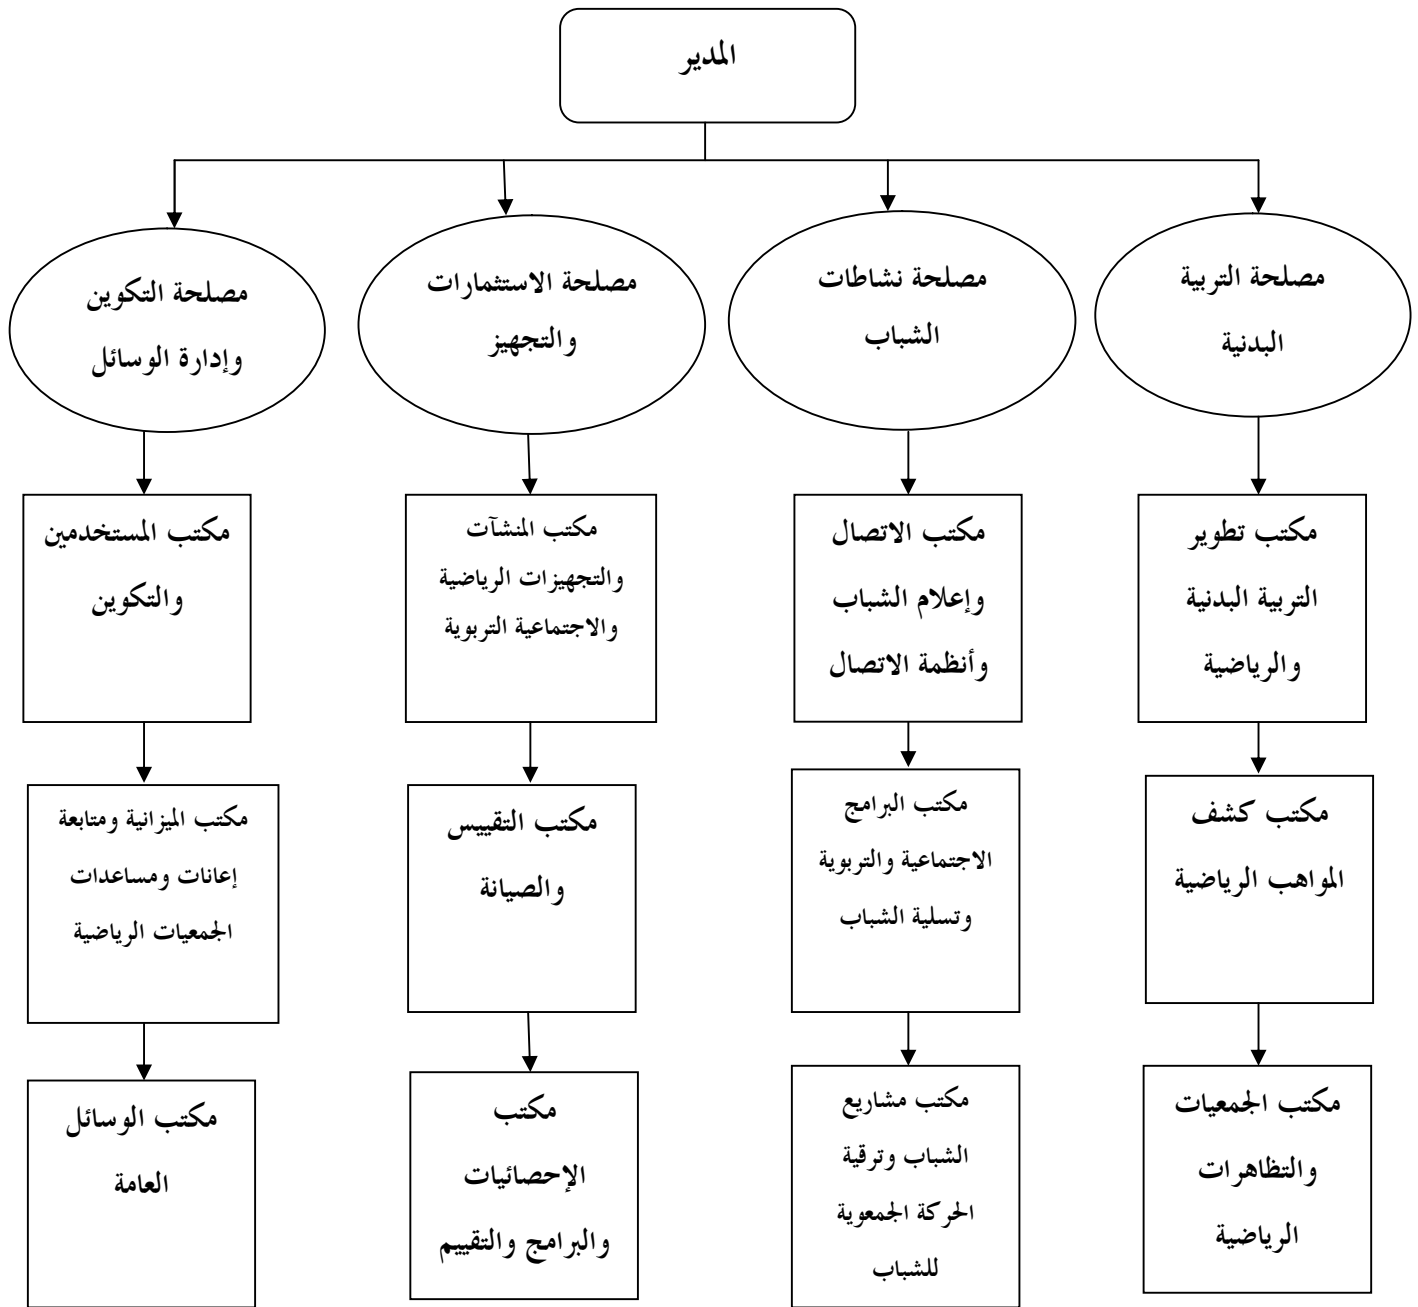 المدير
مصلحة التربية
البدنية
مصلحة نشاطات
الشباب
مصلحة الاستثمارات
والتجهيز
مصلحة التكوين
وإدارة الوسائل
مكتب تطوير
التربية البدنية
والرياضية
مكتب الاتصال
وإعلام الشباب
وأنظمة الاتصال
مكتب المنشآت
والتجهيزات الرياضية
والاجتماعية التربوية
مكتب المستخدمين
والتكوين
مكتب كشف
المواهب الرياضية
مكتب البرامج
الاجتماعية والتربوية
وتسلية الشباب
مكتب التقييس
والصيانة
مكتب الميزانية ومتابعة
إعانات ومساعدات
الجمعيات الرياضية
مكتب الجمعيات
والتظاهرات
الرياضية
مكتب مشاريع
الشباب وترقية
الحركة الجمعوية
للشباب
مكتب
الإحصائيات
والبرامج والتقييم
مكتب الوسائل
العامة